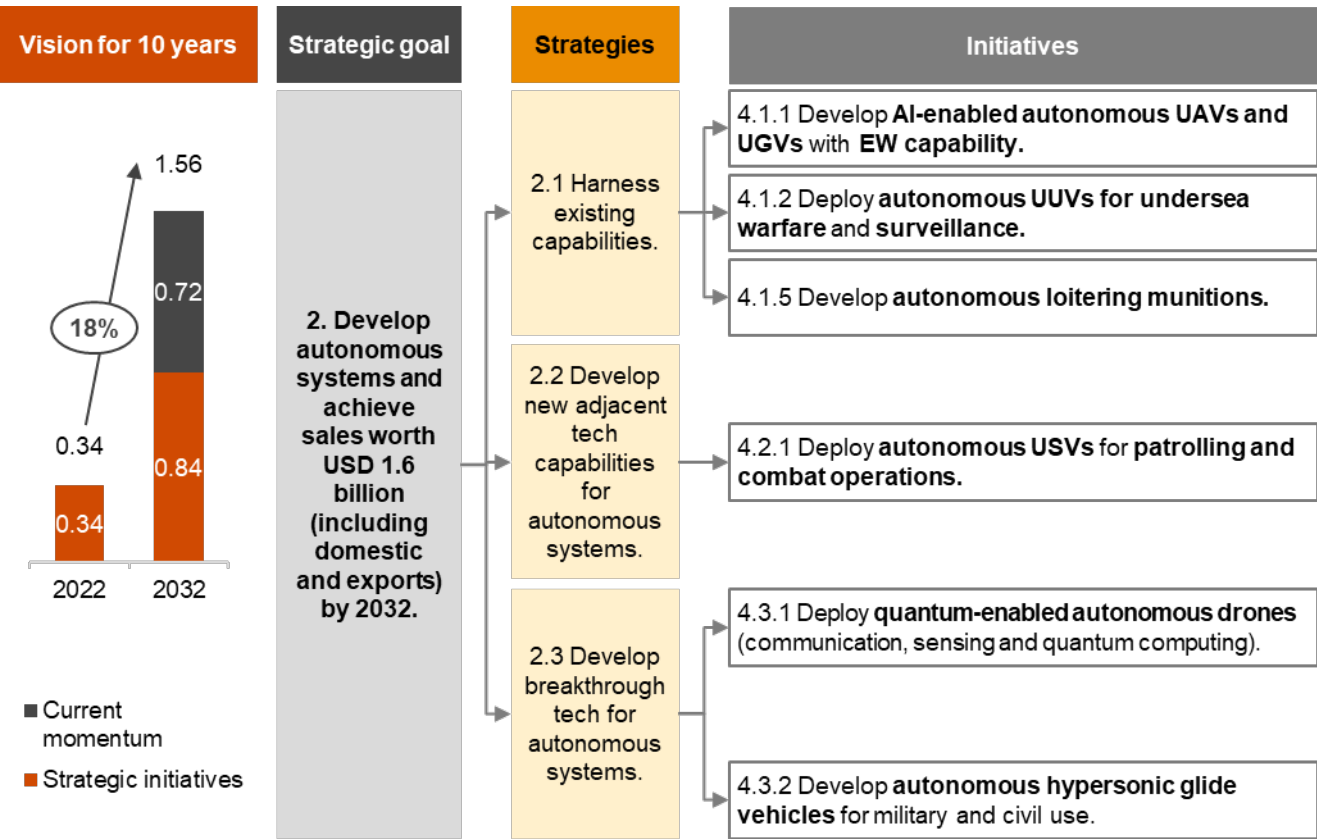 Vision for 10 years
Strategic goal
Strategies
Initiatives
1.56
0.72
18%
0.34
0.84
0.34
2022
2032
Current
momentum
Strategic initiatives
2. Develop
autonomous
systems and
achieve
sales worth
USD 1.6
billion
(including
domestic
and exports)
by 2032.
2.1 Harness
existing
capabilities.
4.1.1 Develop AI-enabled autonomous UAVs and
UGVs with EW capability.
4.1.2 Deploy autonomous UUVs for undersea
warfare and surveillance.
4.1.5 Develop autonomous loitering munitions.
2.2 Develop
new adjacent
tech
capabilities
for
autonomous
systems.
4.2.1 Deploy autonomous USVs for patrolling and
combat operations.
2.3 Develop
breakthrough
tech for
autonomous
systems.
4.3.1 Deploy quantum-enabled autonomous drones
(communication, sensing and quantum computing).
4.3.2 Develop autonomous hypersonic glide
vehicles for military and civil use.